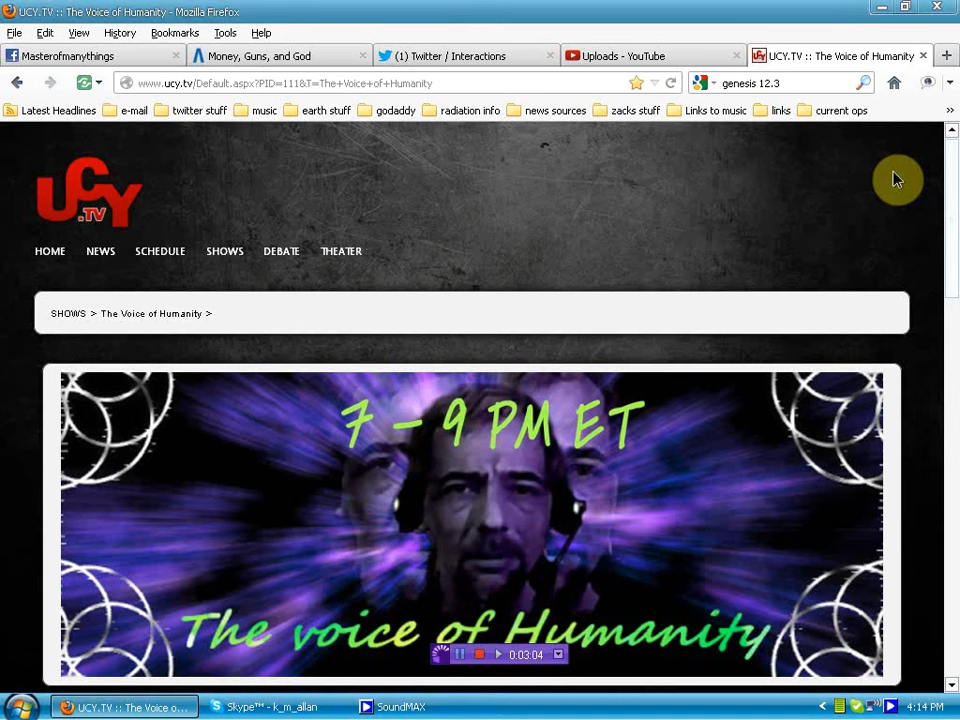 UCY.TV :: The Voice of Humanity - Mozilla Firefox
File Edit View History Bookmarks Tools Help
Masterofmanythings
Money, Guns, and God
(1) Twitter / Interactions
Uploads - YouTube
UCY.TV :: The Voice of Humanity
www.ucy.tv/Default.aspx?PID=111&T=The+Voice+of+Humanity
genesis 12.3
Latest Headlines e-mail twitter stuff music earth stuff godaddy radiation info news sources zacks stuff Links to music links current ops
UCY
.TV
HOME NEWS SCHEDULE SHOWS DEBATE THEATER
SHOWS > The Voice of Humanity >
7 - 9 PM ET
The voice of Humanity
0:03:04
UCY.TV :: The Voice o...
Skype™ - k_m_allan
SoundMAX
4:14 PM